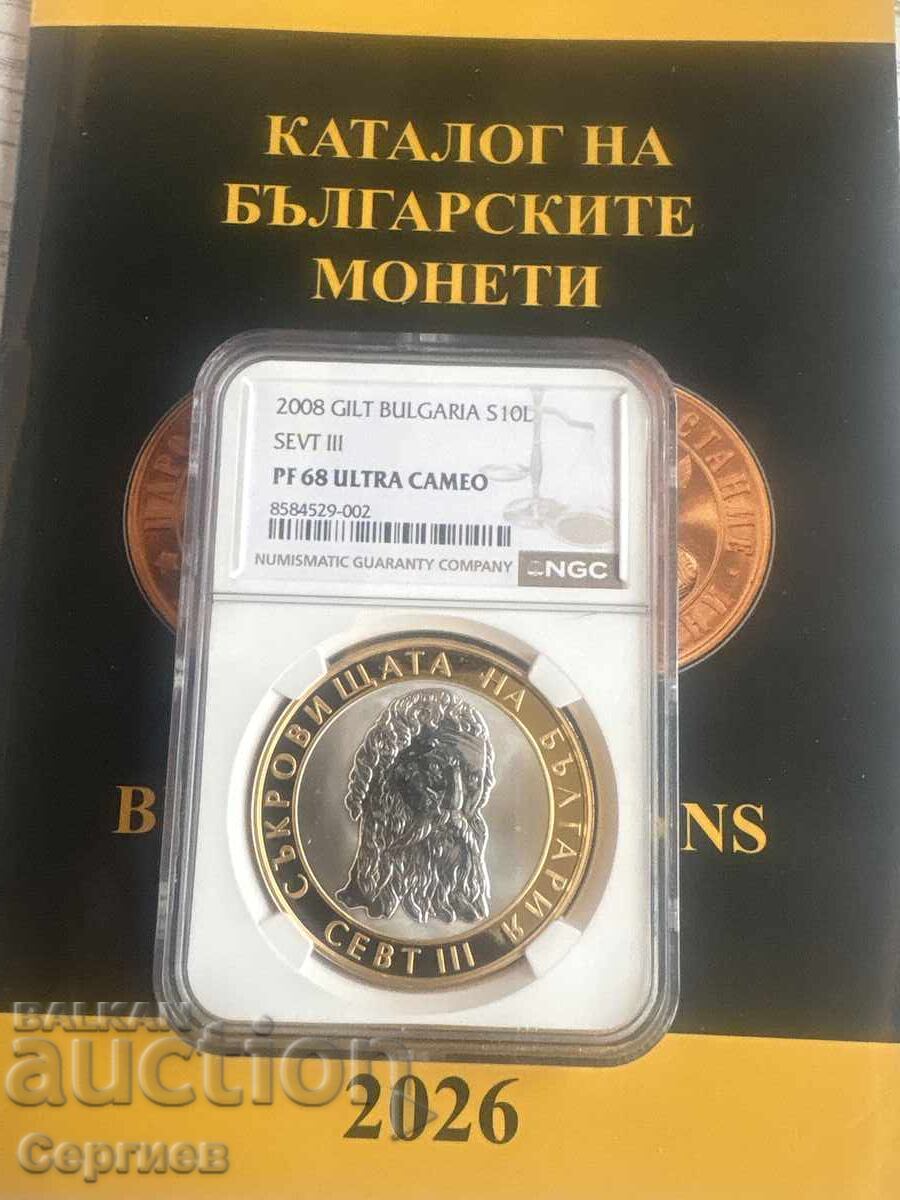 КАТАЛОГ НА
БЪЛГАРСКИТЕ
МОНЕТИ
2008 GILT BULGARIA S10L
SEVT III
PF 68 ULTRA CAMEO
8584529-002
NUMISMATIC GUARANTY COMPANY
NGC
СЪКРОВИЩАТА НА БЪЛГАРИЯ
СЕВТ III
B NS
2026
BALKAN
auction
Сергиев